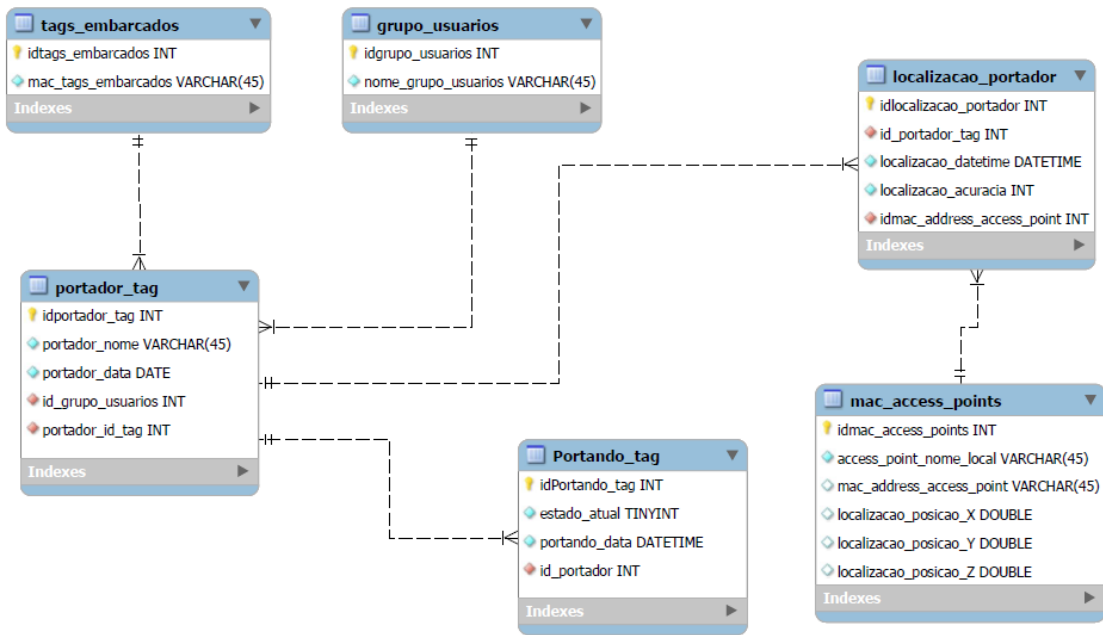 tags_embarcados
idtags_embarcados INT
mac_tags_embarcados VARCHAR(45)
Indexes
grupo_usuarios
idgrupo_usuarios INT
nome_grupo_usuarios VARCHAR(45)
Indexes
localizacao_portador
idlocalizacao_portador INT
id_portador_tag INT
localizacao_datetime DATETIME
localizacao_acuracia INT
idmac_address_access_point INT
Indexes
portador_tag
idportador_tag INT
portador_nome VARCHAR(45)
portador_data DATE
id_grupo_usuarios INT
portador_id_tag INT
Indexes
Portando_tag
idPortando_tag INT
estado_atual TINYINT
portando_data DATETIME
id_portador INT
Indexes
mac_access_points
idmac_access_points INT
access_point_nome_local VARCHAR(45)
mac_address_access_point VARCHAR(45)
localizacao_posicao_X DOUBLE
localizacao_posicao_Y DOUBLE
localizacao_posicao_Z DOUBLE
Indexes